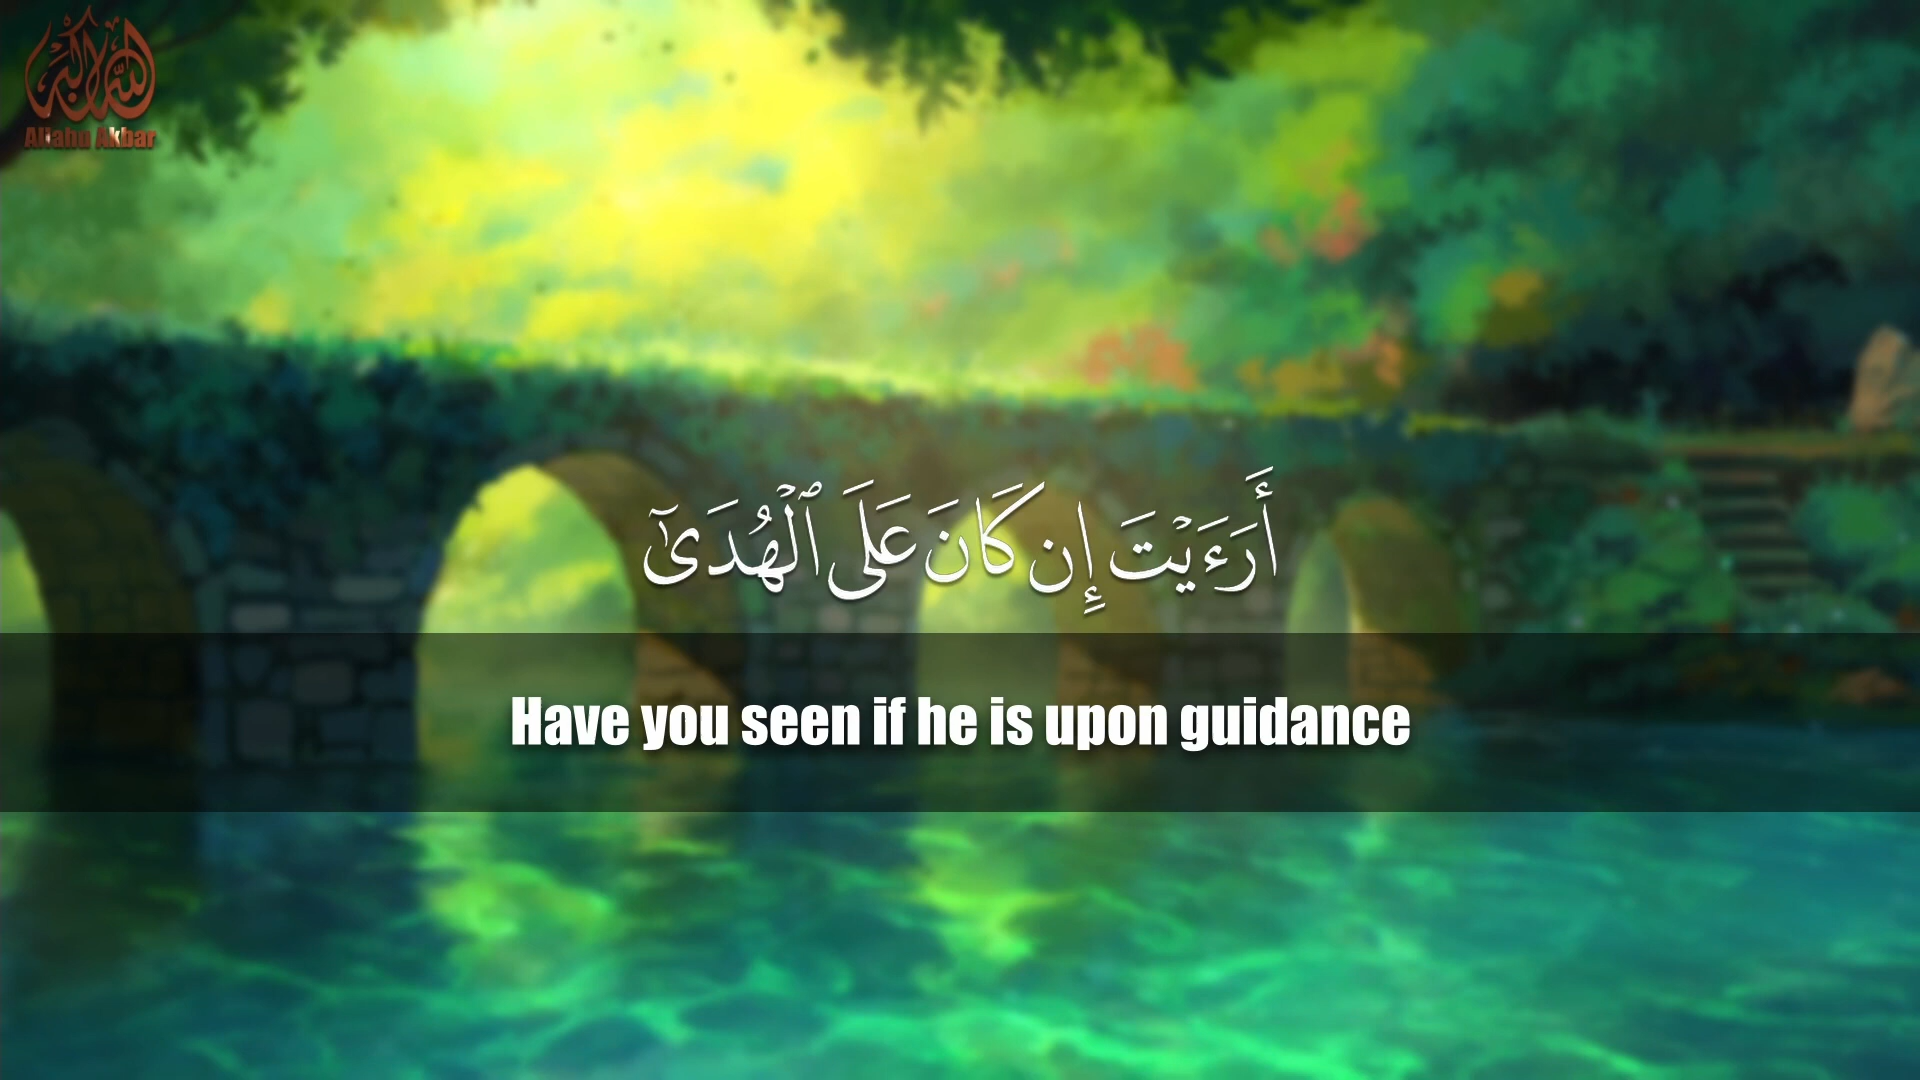 الله أكبر
Allahu Akbar
أَرَءَيْتَ إِن كَانَ عَلَى ٱلْهُدَىٰٓ
Have you seen if he is upon guidance